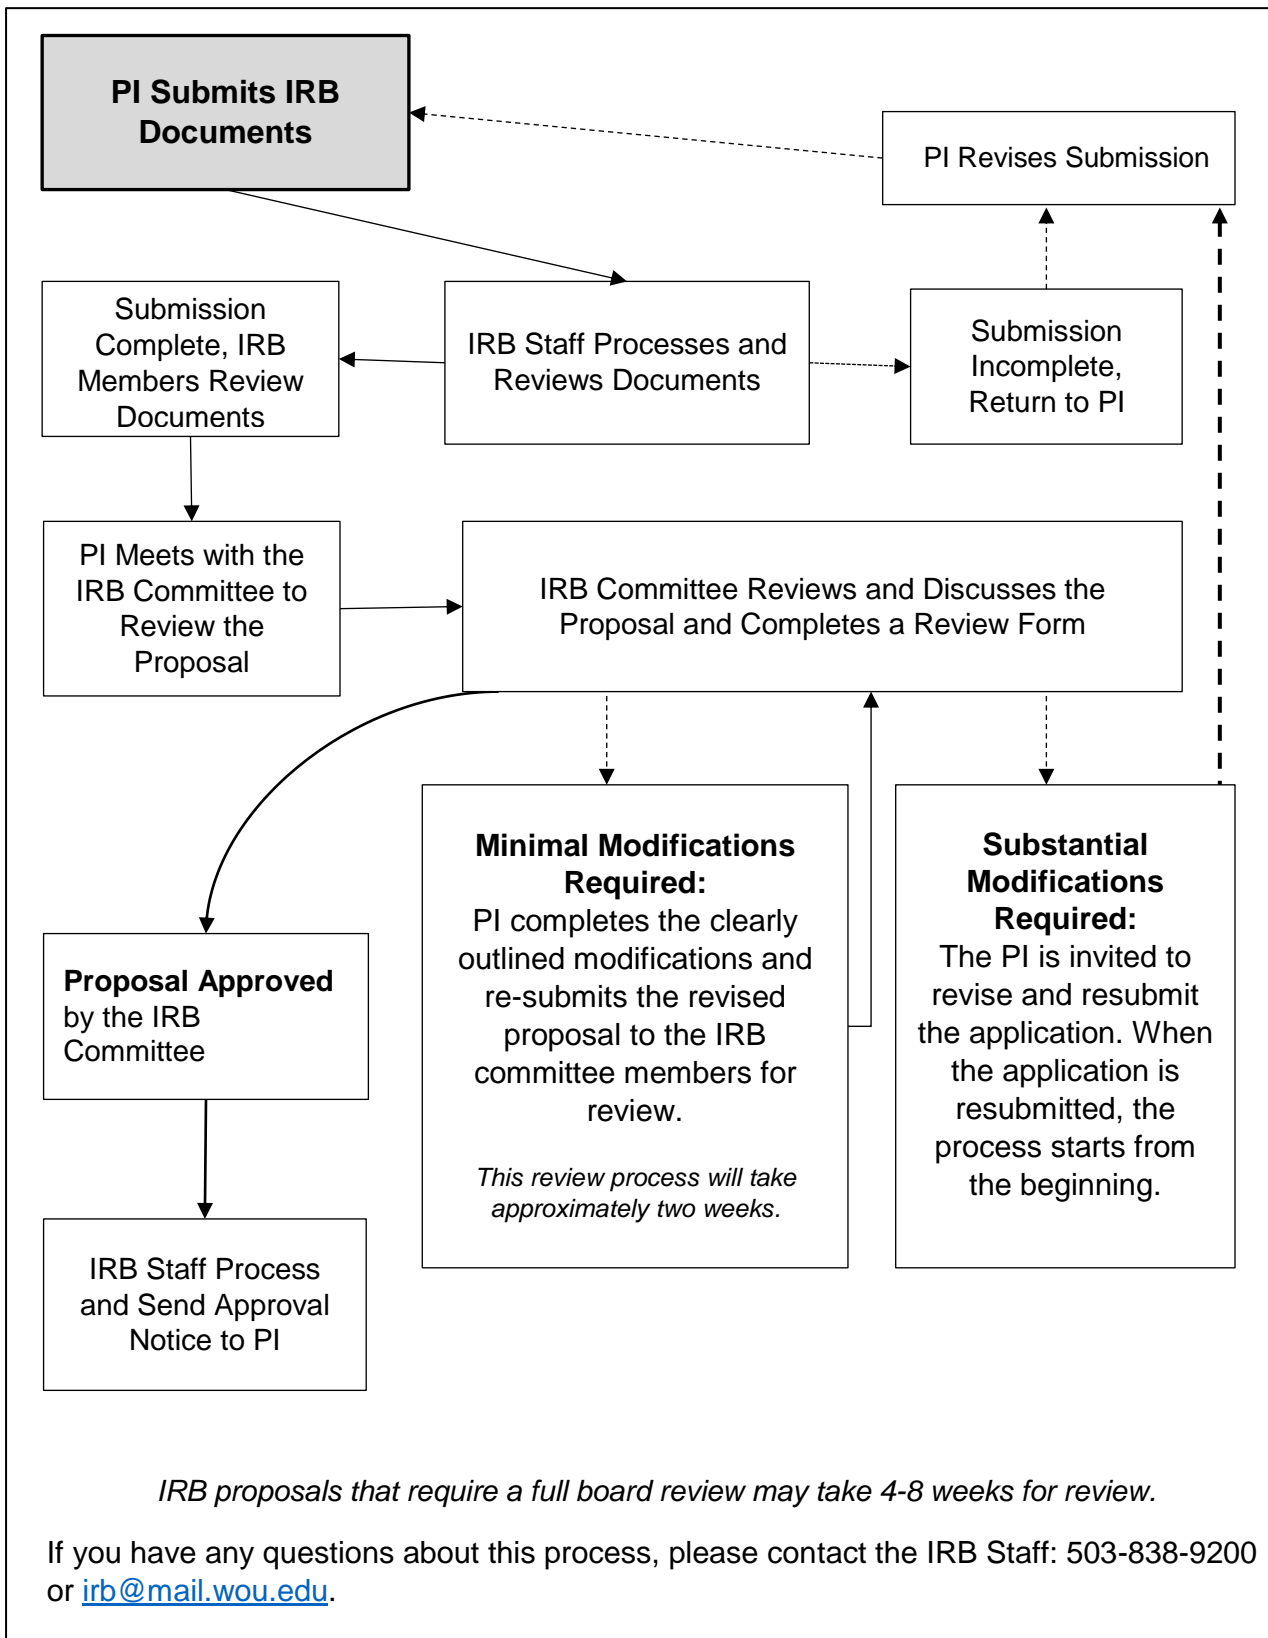 PI Submits IRB
Documents
PI Revises Submission
Submission
Complete, IRB
Members Review
Documents
IRB Staff Processes and
Reviews Documents
Submission
Incomplete,
Return to PI
PI Meets with the
IRB Committee to
Review the
Proposal
IRB Committee Reviews and Discusses the
Proposal and Completes a Review Form
Minimal Modifications
Required:
PI completes the clearly
outlined modifications and
re-submits the revised
proposal to the IRB
committee members for
review.
This review process will take
approximately two weeks.
Substantial
Modifications
Required:
The PI is invited to
revise and resubmit
the application. When
the application is
resubmitted, the
process starts from
the beginning.
Proposal Approved
by the IRB
Committee
IRB Staff Process
and Send Approval
Notice to PI
IRB proposals that require a full board review may take 4-8 weeks for review.
If you have any questions about this process, please contact the IRB Staff: 503-838-9200
or irb@mail.wou.edu.